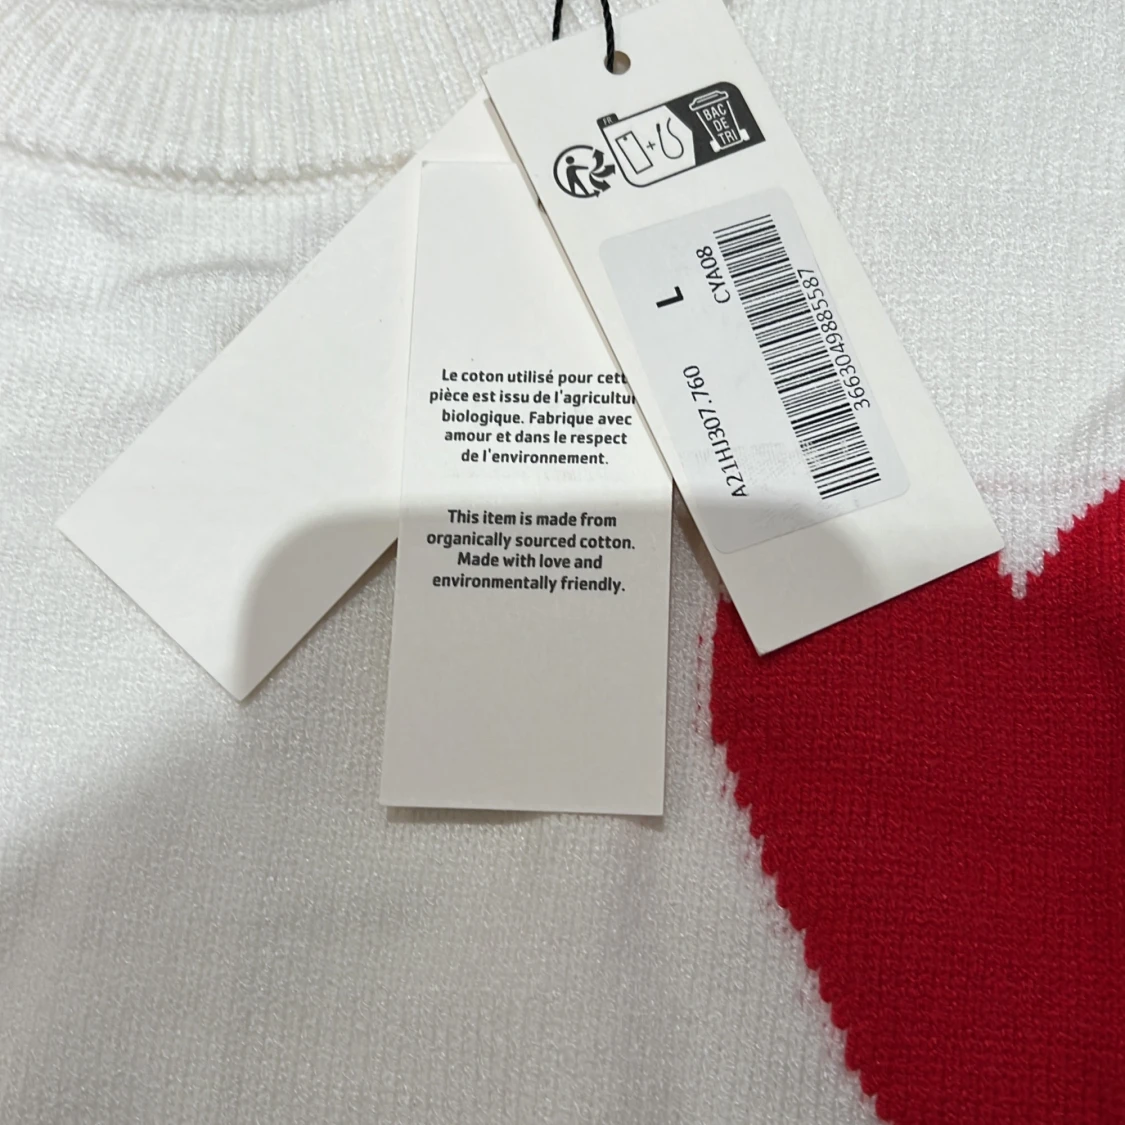 FR
BAC
DE
TRI
L
CYA08
A21HJ307.760
3663049885587
Le coton utilisé pour cett
pièce est issu de l'agricultur
biologique. Fabrique avec
amour et dans le respect
de l'environnement.
This item is made from
organically sourced cotton.
Made with love and
environmentally friendly.